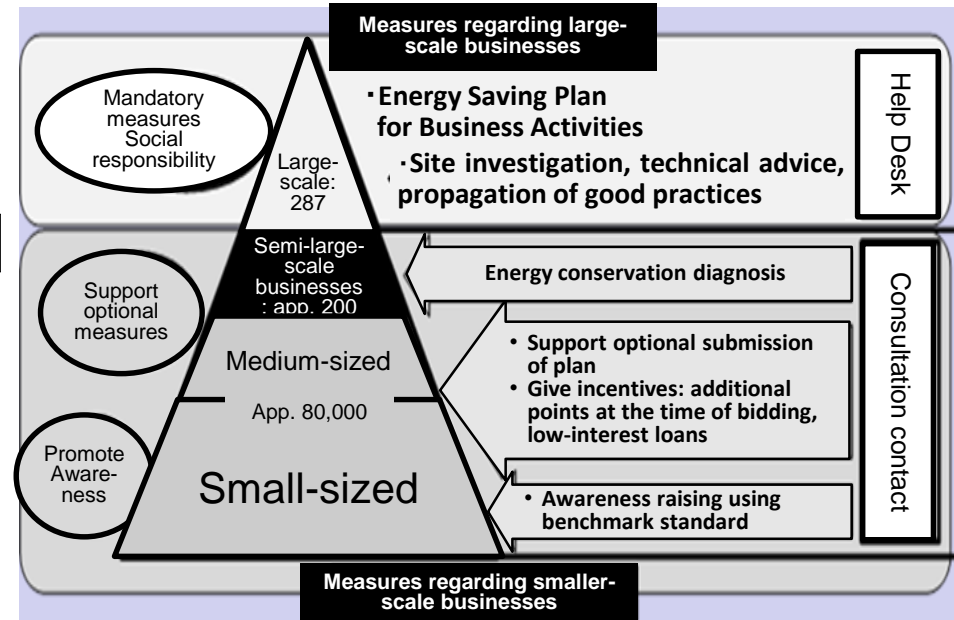 Measures regarding large-
scale businesses
Mandatory
measures
Social
responsibility
Large-
scale:
287
・Energy Saving Plan
for Business Activities
・Site investigation, technical advice,
propagation of good practices
Help Desk
Semi-large-
scale
businesses
: app. 200
Energy conservation diagnosis
Support
optional
measures
Medium-sized
• Support optional submission
of plan
• Give incentives: additional
points at the time of bidding,
low-interest loans
Consultation contact
App. 80,000
Promote
Aware-
ness
Small-sized
• Awareness raising using
benchmark standard
Measures regarding smaller-
scale businesses